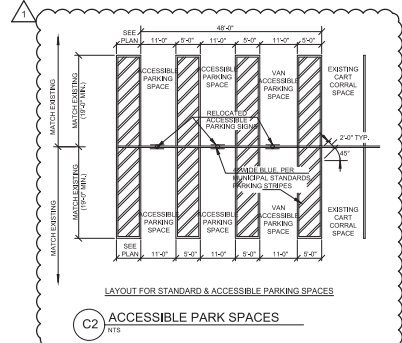 1
48'-0"
SEE
PLAN
11'-0" 5'-0" 11'-0" 5'-0" 11'-0" 5'-0"
MATCH EXISTING
MATCH EXISTING
(19'-0" MIN.)
ACCESSIBLE
PARKING
SPACE
ACCESSIBLE
PARKING
SPACE
VAN
ACCESSIBLE
PARKING
SPACE
EXISTING
CART
CORRAL
SPACE
RELOCATED
ACCESSIBLE
PARKING SIGN
2'-0" TYP.
45°
4" WIDE BLUE, PER
MUNICIPAL STANDARDS
PARKING STRIPES
MATCH EXISTING
MATCH EXISTING
(19'-0" MIN.)
ACCESSIBLE
PARKING
SPACE
ACCESSIBLE
PARKING
SPACE
VAN
ACCESSIBLE
PARKING
SPACE
EXISTING
CART
CORRAL
SPACE
SEE
PLAN
11'-0" 5'-0" 11'-0" 5'-0" 11'-0" 5'-0"
LAYOUT FOR STANDARD & ACCESSIBLE PARKING SPACES
C2 ACCESSIBLE PARK SPACES
NTS